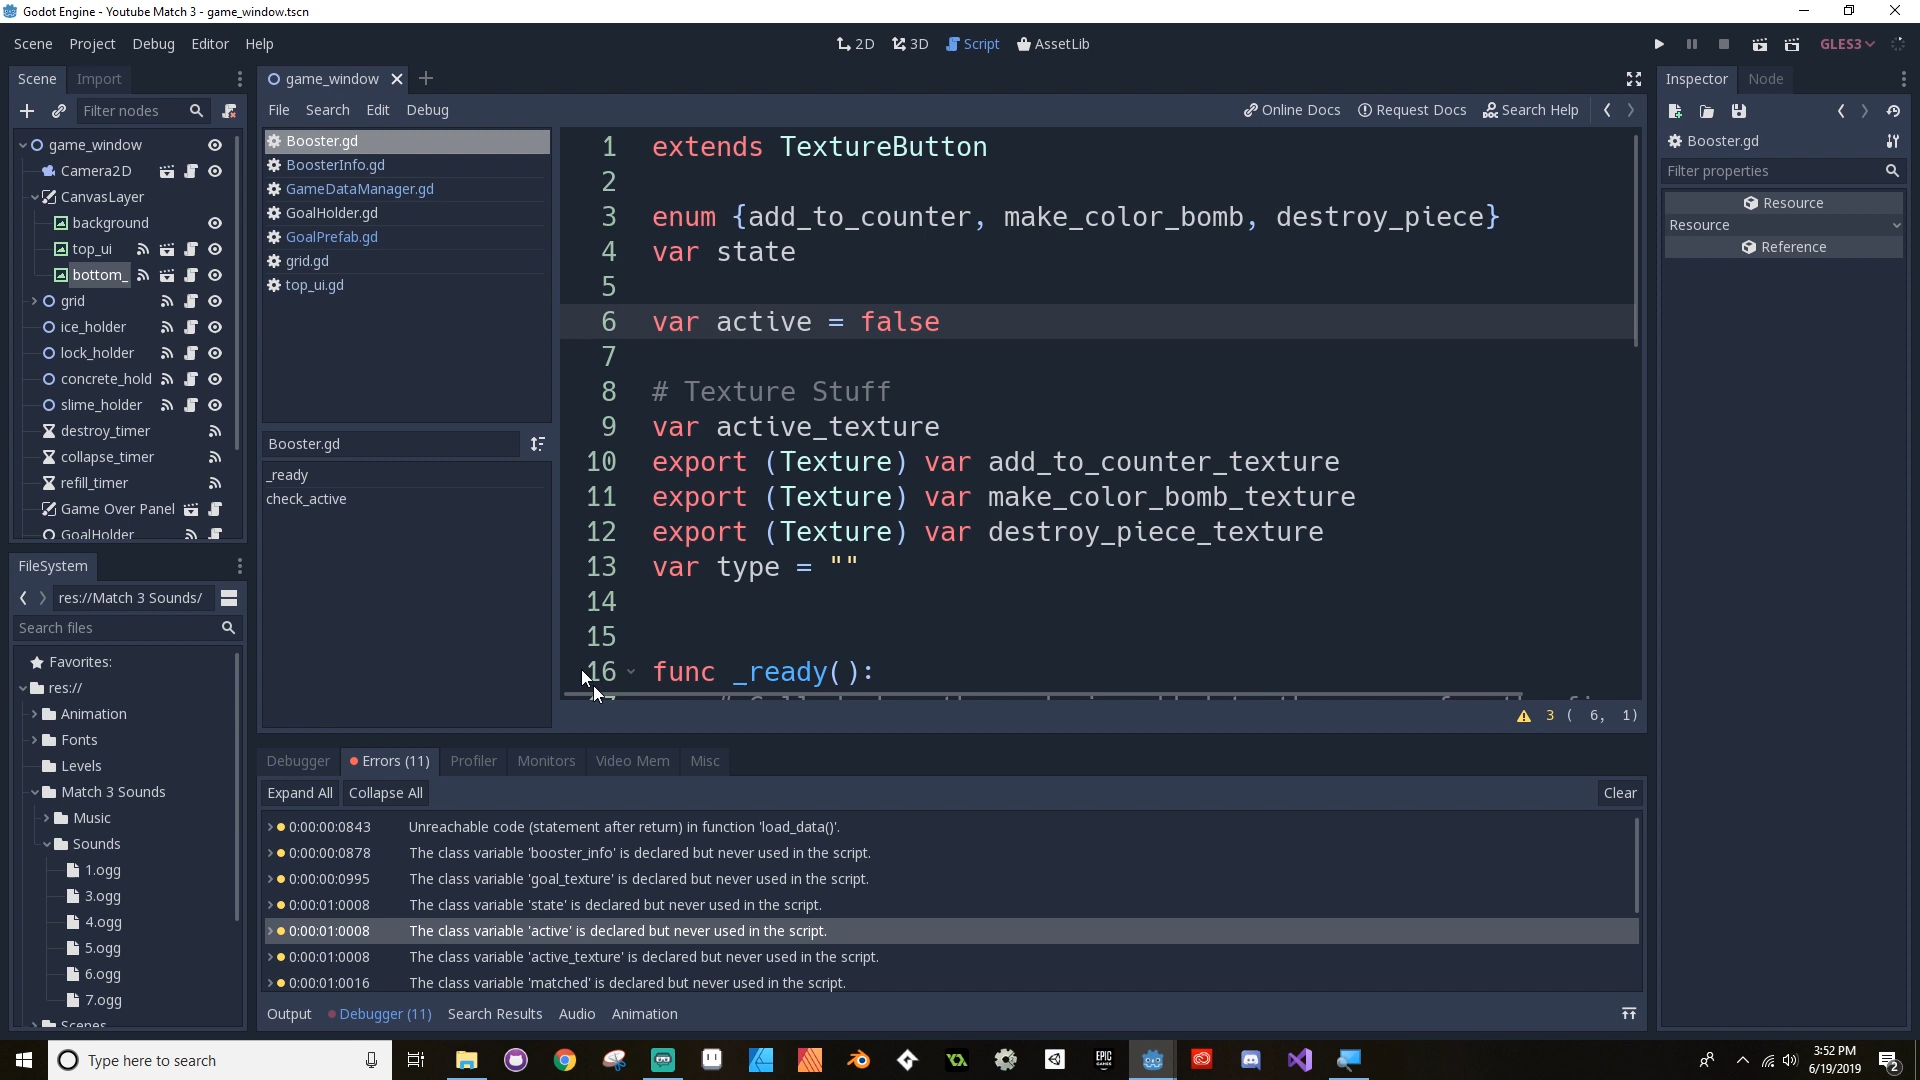 Godot Engine - Youtube Match 3 - game_window.tscn
Scene Project Debug Editor Help
2D 3D Script AssetLib
GLES3
Scene Import
Filter nodes
game_window
Camera2D
CanvasLayer
background
top_ui
bottom_
grid
ice_holder
lock_holder
concrete_hold
slime_holder
destroy_timer
collapse_timer
refill_timer
Game Over Panel
GoalHolder
FileSystem
res://Match 3 Sounds/
Search files
Favorites:
res://
Animation
Fonts
Levels
Match 3 Sounds
Music
Sounds
1.ogg
3.ogg
4.ogg
5.ogg
6.ogg
7.ogg
Scenes
game_window
File Search Edit Debug
Online Docs Request Docs Search Help
Booster.gd
BoosterInfo.gd
GameDataManager.gd
GoalHolder.gd
GoalPrefab.gd
grid.gd
top_ui.gd
Booster.gd
_ready
check_active
1 extends TextureButton
2
3 enum {add_to_counter, make_color_bomb, destroy_piece}
4 var state
5
6 var active = false
7
8 # Texture Stuff
9 var active_texture
10 export (Texture) var add_to_counter_texture
11 export (Texture) var make_color_bomb_texture
12 export (Texture) var destroy_piece_texture
13 var type = ""
14
15
16 func _ready():
3 ( 6, 1)
Debugger Errors (11) Profiler Monitors Video Mem Misc
Expand All Collapse All Clear
0:00:00:0843 Unreachable code (statement after return) in function 'load_data()'.
0:00:00:0878 The class variable 'booster_info' is declared but never used in the script.
0:00:00:0995 The class variable 'goal_texture' is declared but never used in the script.
0:00:01:0008 The class variable 'state' is declared but never used in the script.
0:00:01:0008 The class variable 'active' is declared but never used in the script.
0:00:01:0008 The class variable 'active_texture' is declared but never used in the script.
0:00:01:0016 The class variable 'matched' is declared but never used in the script.
Output Debugger (11) Search Results Audio Animation
Inspector Node
Booster.gd
Filter properties
Resource
Resource
Reference
Type here to search
EPIC GAMES
3:52 PM
6/19/2019
2